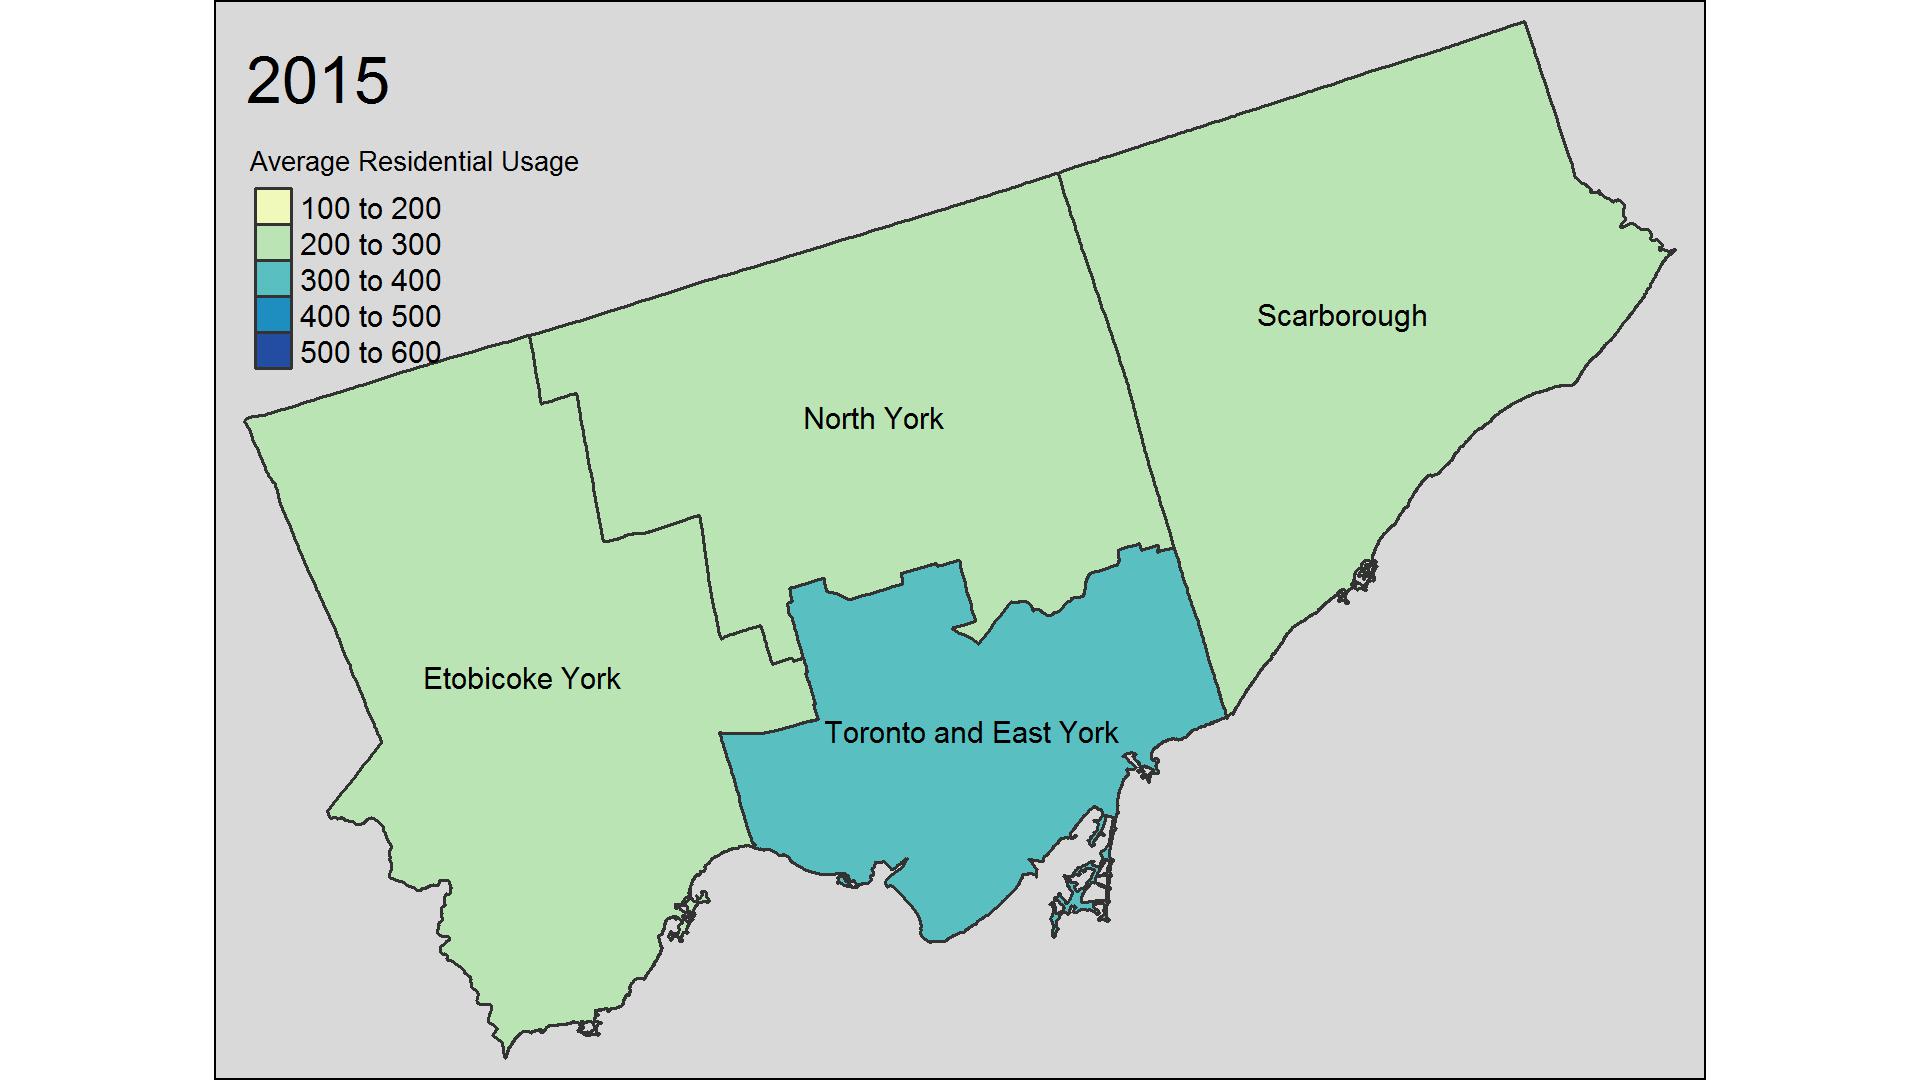 2015
Average Residential Usage
100 to 200
200 to 300
300 to 400
400 to 500
500 to 600
Scarborough
North York
Etobicoke York
Toronto and East York